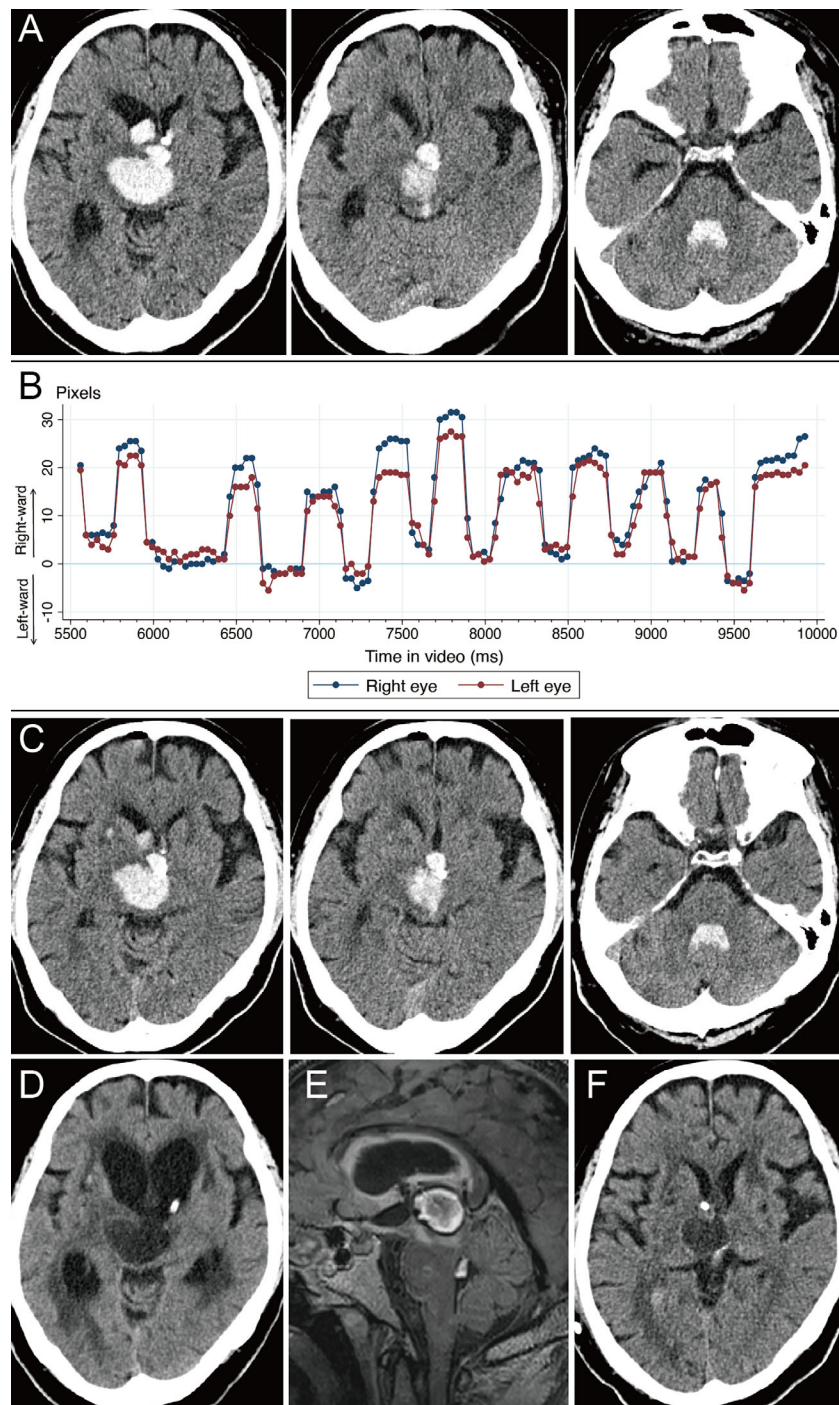 A
B
Pixels
30
20
10
0
-10
Right-ward
Left-ward
5500 6000 6500 7000 7500 8000 8500 9000 9500 10000
Time in video (ms)
Right eye Left eye
C
D E F